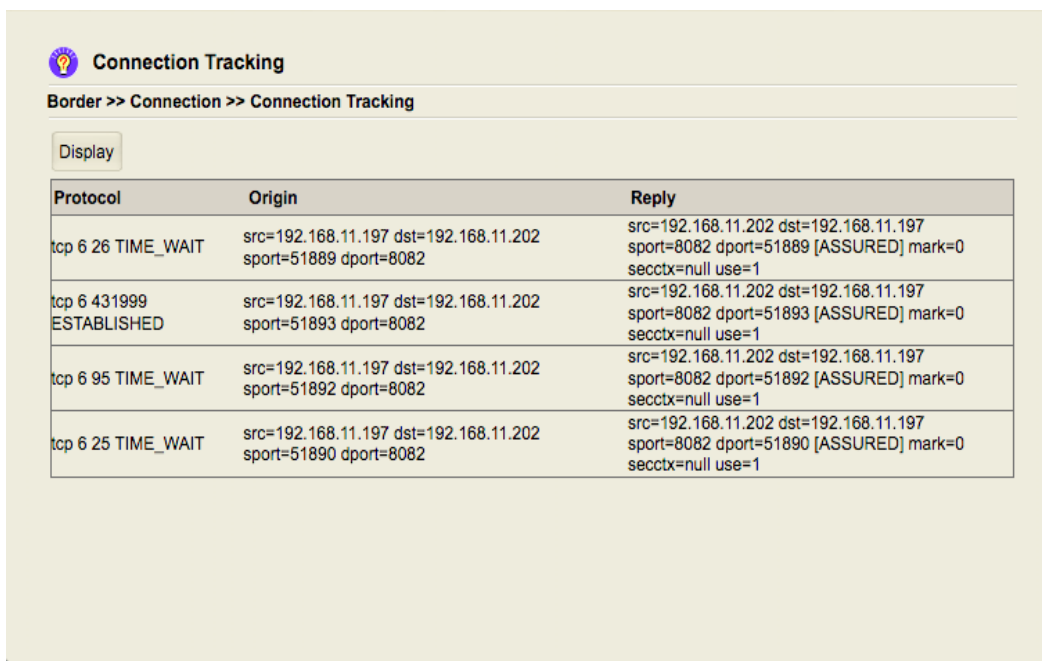 Connection Tracking
Border >> Connection >> Connection Tracking
Display
Protocol Origin Reply
tcp 6 26 TIME_WAIT
src=192.168.11.197 dst=192.168.11.202
sport=51889 dport=8082
src=192.168.11.202 dst=192.168.11.197
sport=8082 dport=51889 [ASSURED] mark=0
secctx=null use=1
tcp 6 431999
ESTABLISHED
src=192.168.11.197 dst=192.168.11.202
sport=51893 dport=8082
src=192.168.11.202 dst=192.168.11.197
sport=8082 dport=51893 [ASSURED] mark=0
secctx=null use=1
tcp 6 95 TIME_WAIT
src=192.168.11.197 dst=192.168.11.202
sport=51892 dport=8082
src=192.168.11.202 dst=192.168.11.197
sport=8082 dport=51892 [ASSURED] mark=0
secctx=null use=1
tcp 6 25 TIME_WAIT
src=192.168.11.197 dst=192.168.11.202
sport=51890 dport=8082
src=192.168.11.202 dst=192.168.11.197
sport=8082 dport=51890 [ASSURED] mark=0
secctx=null use=1